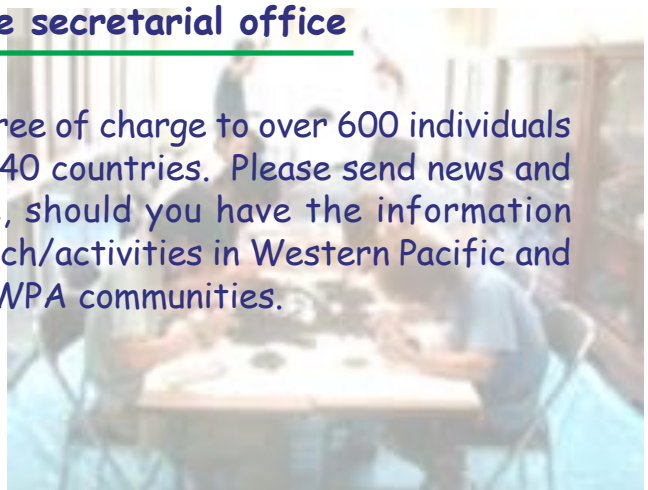 e secretarial office
ree of charge to over 600 individuals
40 countries. Please send news and
, should you have the information
ch/activities in Western Pacific and
WPA communities.